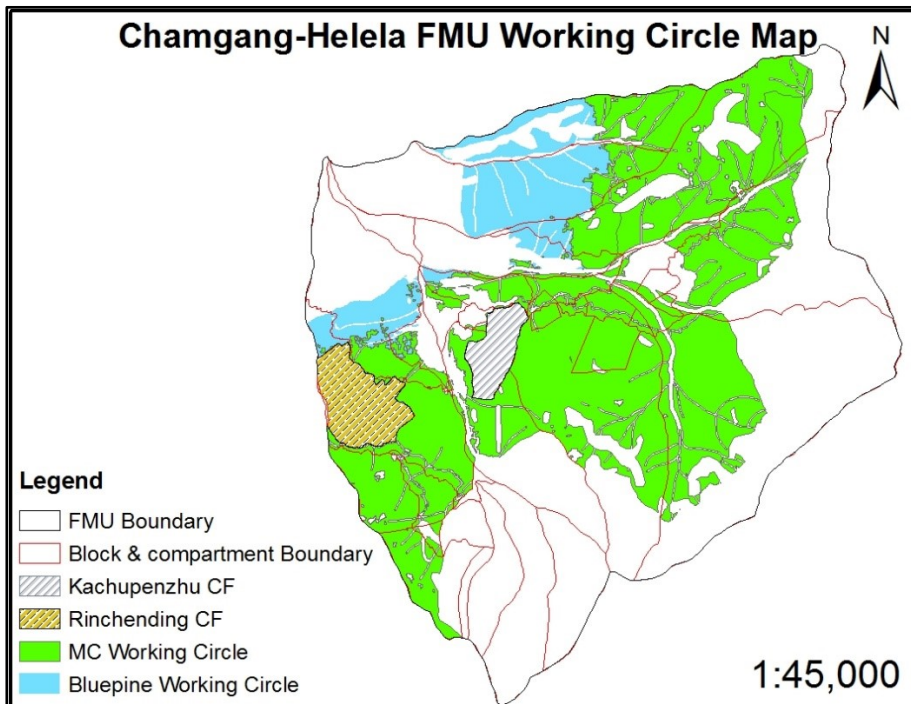 Chamgang-Helela FMU Working Circle Map
N
Legend
FMU Boundary
Block & compartment Boundary
Kachupenzhu CF
Rinchending CF
MC Working Circle
Bluepine Working Circle
1:45,000